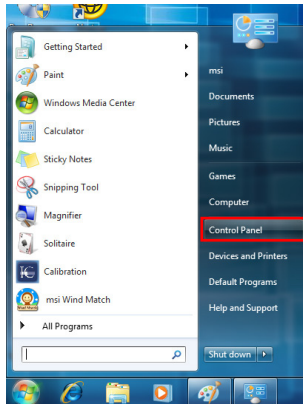 Getting Started
Paint
Windows Media Center
Calculator
Sticky Notes
Snipping Tool
Magnifier
Solitaire
Calibration
msi Wind Match
All Programs
msi
Documents
Pictures
Music
Games
Computer
Control Panel
Devices and Printers
Default Programs
Help and Support
Shut down